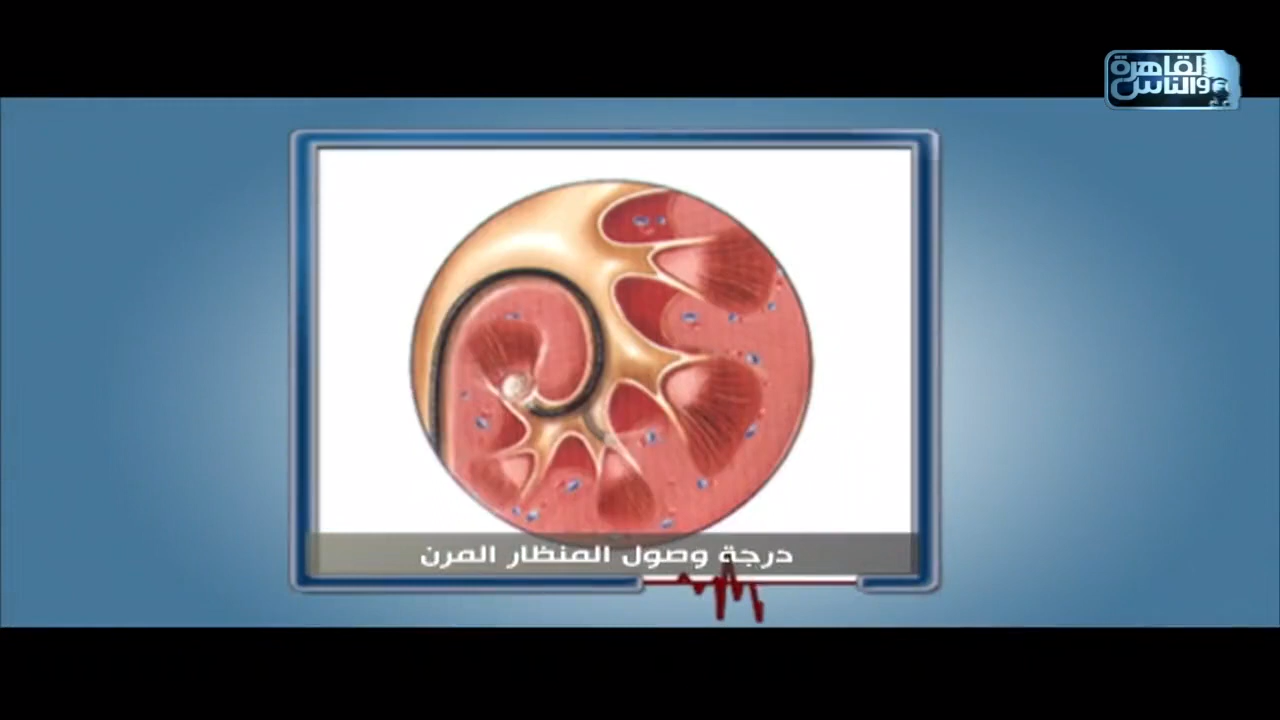 القاهرة
والناس
درجة وصول المنظار المرن